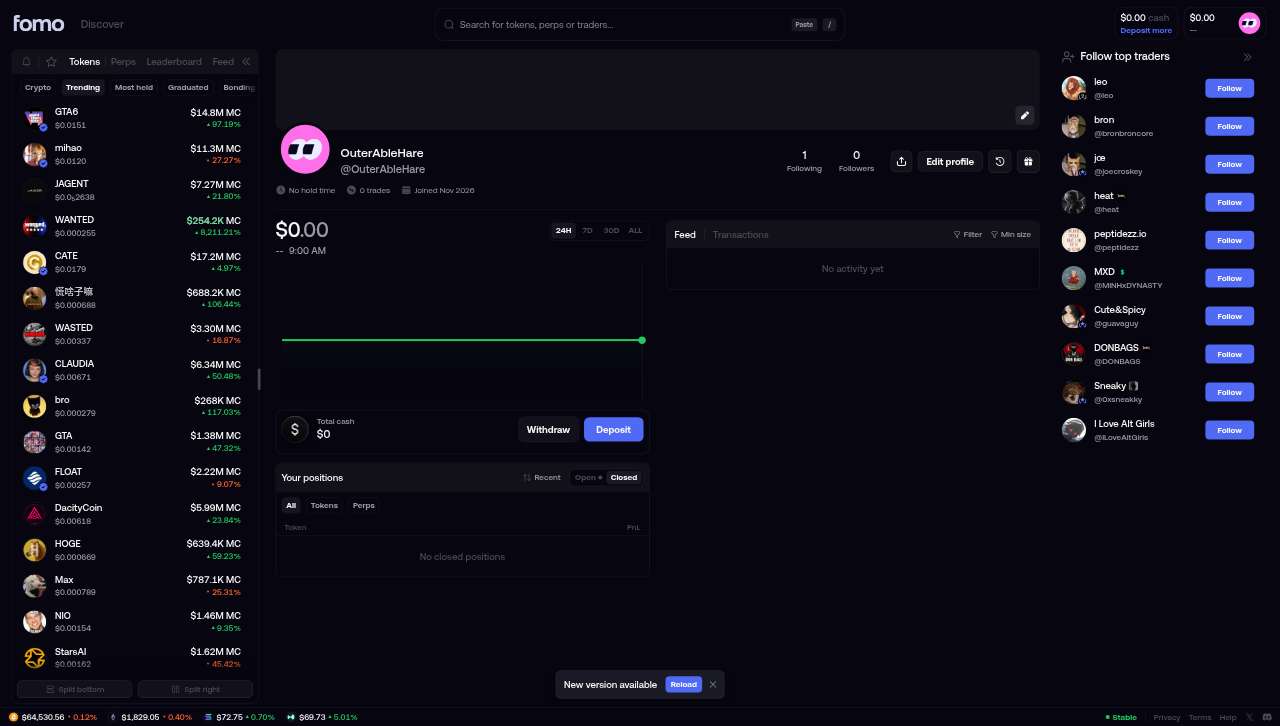 fomo Discover
Search for tokens, perps or traders... Paste /
$0.00 cash
Deposit more
$0.00
—
Tokens Perps Leaderboard Feed
Crypto Trending Most held Graduated Bonding
GTA6 $14.8M MC
$0.0151 97.19%
mihao $11.3M MC
$0.0120 27.27%
JAGENT $7.27M MC
$0.0₅2638 21.80%
WANTED $254.2K MC
$0.000255 8,211.21%
CATE $17.2M MC
$0.0179 4.97%
$688.2K MC
$0.000688 106.44%
WASTED $3.30M MC
$0.00337 16.87%
CLAUDIA $6.34M MC
$0.00671 50.48%
bro $268K MC
$0.000279 117.03%
GTA $1.38M MC
$0.00142 47.32%
FLOAT $2.22M MC
$0.00257 9.07%
DacityCoin $5.99M MC
$0.00618 23.84%
HOGE $639.4K MC
$0.000669 59.23%
Max $787.1K MC
$0.000789 25.31%
NIO $1.46M MC
$0.00154 9.35%
StarsAI $1.62M MC
$0.00162 45.42%
Split bottom Split right
OuterAbleHare
@OuterAbleHare
1 Following
0 Followers
Edit profile
No hold time 0 trades Joined Nov 2026
$0.00
24H 7D 30D ALL
-- 9:00 AM
Total cash
$0
Withdraw Deposit
Your positions Recent Open Closed
All Tokens Perps
Token PnL
No closed positions
Feed Transactions Filter Min size
No activity yet
Follow top traders
leo
@leo
Follow
bron
@bronbroncore
Follow
jœ
@joecroskey
Follow
heat
@heat
Follow
peptidezz.io
@peptidezz
Follow
MXD
@MINHxDYNASTY
Follow
Cute&Spicy
@guavaguy
Follow
DONBAGS
@DONBAGS
Follow
Sneaky
@0xsneakky
Follow
I Love Alt Girls
@ILoveAltGirls
Follow
New version available Reload
$64,530.56 0.12% $1,829.05 0.40% $72.75 0.70% $69.73 5.01%
Stable Privacy Terms Help